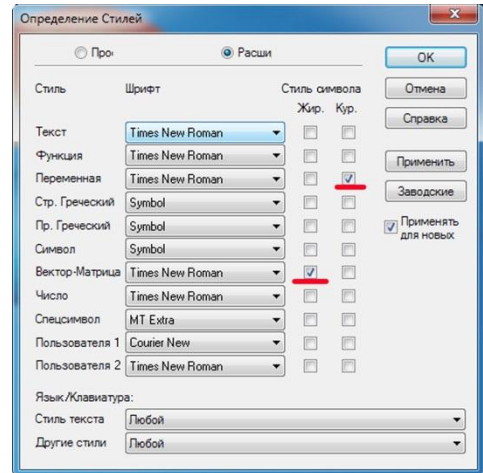 Определение Стилей
Про Расши
Стиль Шрифт Стиль символа
Жир. Кур.
Текст Times New Roman
Функция Times New Roman
Переменная Times New Roman
Стр. Греческий Symbol
Пр. Греческий Symbol
Символ Symbol
Вектор-Матрица Times New Roman
Число Times New Roman
Спецсимвол MT Extra
Пользователя 1 Courier New
Пользователя 2 Times New Roman
Язык/Клавиатура:
Стиль текста Любой
Другие стили Любой
OK
Отмена
Справка
Применить
Заводские
Применять
для новых